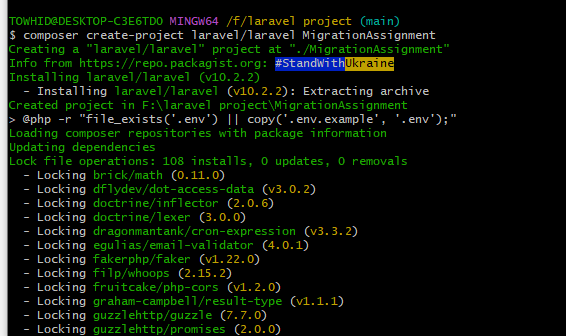 TOWHID@DESKTOP-C3E6TDO MINGW64 /f/laravel project (main)
$ composer create-project laravel/laravel MigrationAssignment
Creating a "laravel/laravel" project at "./MigrationAssignment"
Info from https://repo.packagist.org: #StandWithUkraine
Installing laravel/laravel (v10.2.2)
  - Installing laravel/laravel (v10.2.2): Extracting archive
Created project in F:\laravel project\MigrationAssignment
> @php -r "file_exists('.env') || copy('.env.example', '.env');"
Loading composer repositories with package information
Updating dependencies
Lock file operations: 108 installs, 0 updates, 0 removals
  - Locking brick/math (0.11.0)
  - Locking dflydev/dot-access-data (v3.0.2)
  - Locking doctrine/inflector (2.0.6)
  - Locking doctrine/lexer (3.0.0)
  - Locking dragonmantank/cron-expression (v3.3.2)
  - Locking egulias/email-validator (4.0.1)
  - Locking fakerphp/faker (v1.22.0)
  - Locking filp/whoops (2.15.2)
  - Locking fruitcake/php-cors (v1.2.0)
  - Locking graham-campbell/result-type (v1.1.1)
  - Locking guzzlehttp/guzzle (7.7.0)
  - Locking guzzlehttp/promises (2.0.0)